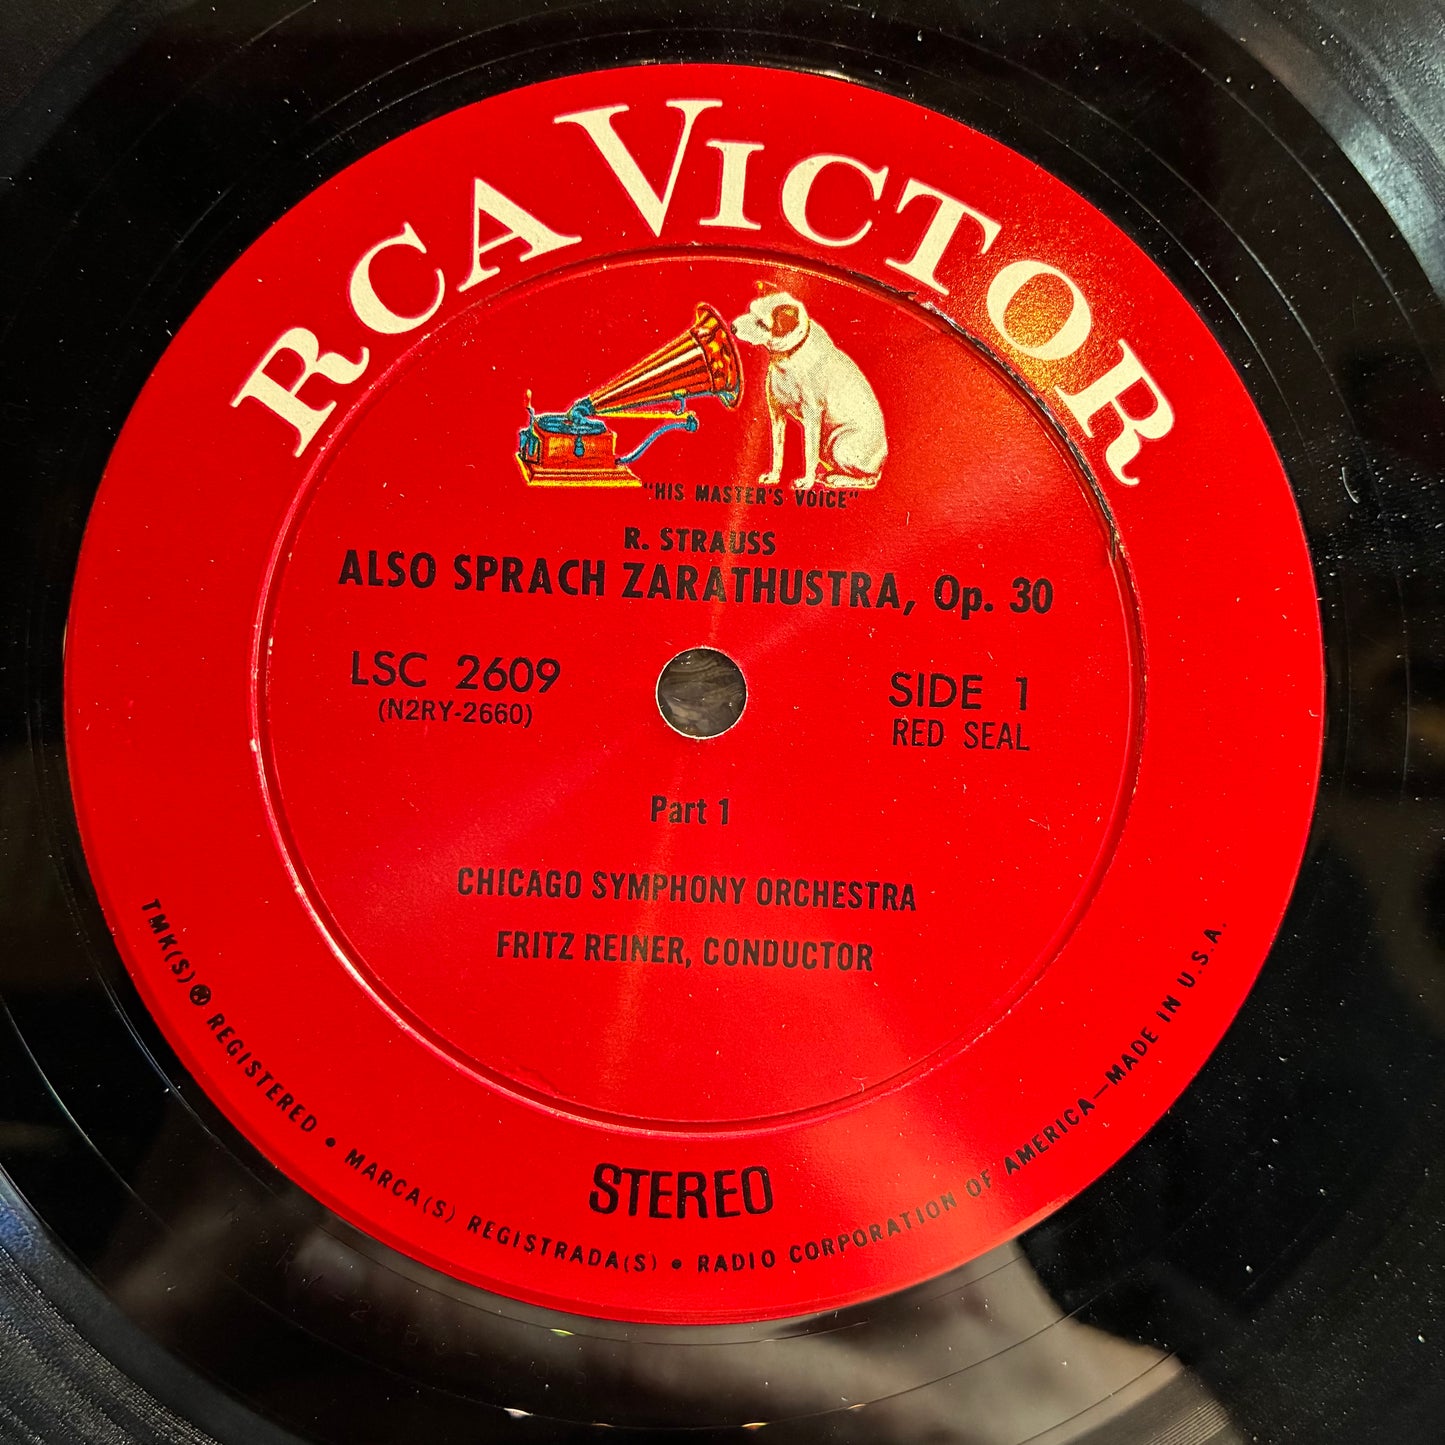 RCA VICTOR
"HIS MASTER'S VOICE"
R. STRAUSS
ALSO SPRACH ZARATHUSTRA, Op. 30
LSC 2609
(N2RY-2660)
SIDE 1
RED SEAL
Part 1
CHICAGO SYMPHONY ORCHESTRA
FRITZ REINER, CONDUCTOR
STEREO
TMK(S) ® REGISTERED • MARCA(S) REGISTRADA(S) • RADIO CORPORATION OF AMERICA—MADE IN U.S.A.